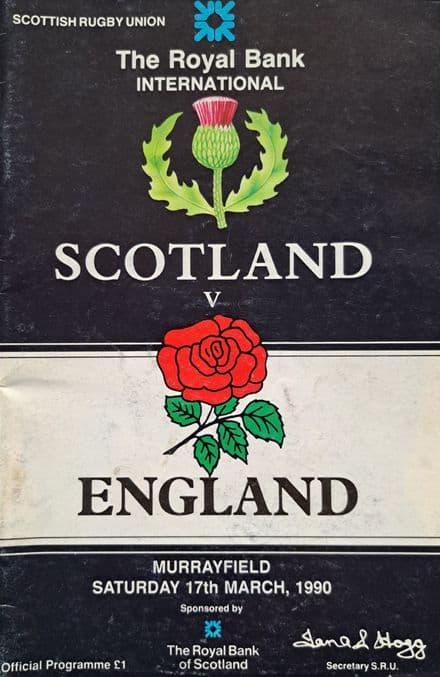 SCOTTISH RUGBY UNION
The Royal Bank
INTERNATIONAL
SCOTLAND
V
ENGLAND
MURRAYFIELD
SATURDAY 17th MARCH, 1990
Sponsored by
The Royal Bank
of Scotland
Official Programme £1
Secretary S.R.U.